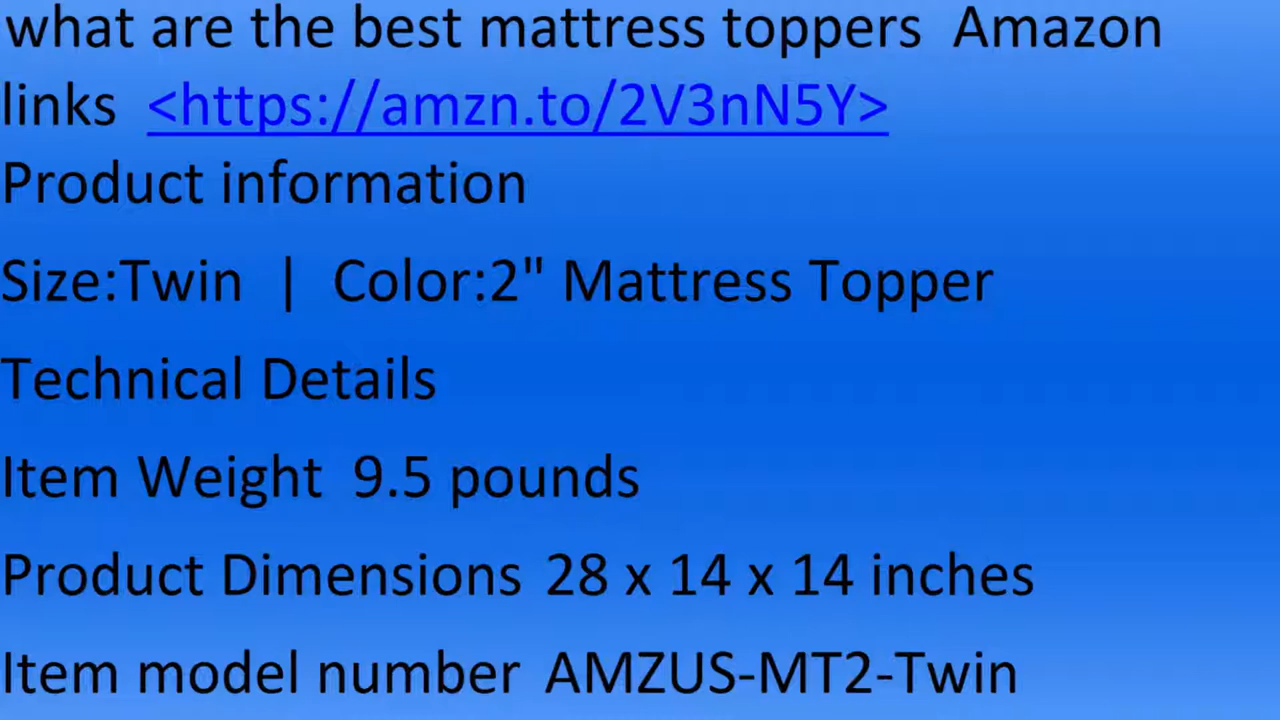 what are the best mattress toppers  Amazon
links  <https://amzn.to/2V3nN5Y>
Product information
Size:Twin  |  Color:2" Mattress Topper
Technical Details
Item Weight  9.5 pounds
Product Dimensions  28 x 14 x 14 inches
Item model number  AMZUS-MT2-Twin